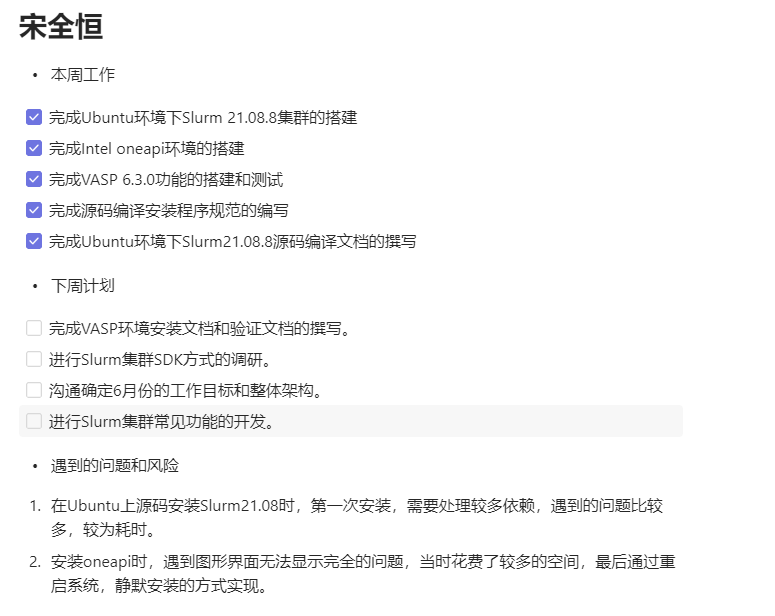 宋全恒
• 本周工作
完成Ubuntu环境下Slurm 21.08.8集群的搭建
完成Intel oneapi环境的搭建
完成VASP 6.3.0功能的搭建和测试
完成源码编译安装程序规范的编写
完成Ubuntu环境下Slurm21.08.8源码编译文档的撰写
• 下周计划
完成VASP环境安装文档和验证文档的撰写。
进行Slurm集群SDK方式的调研。
沟通确定6月份的工作目标和整体架构。
进行Slurm集群常见功能的开发。
• 遇到的问题和风险
1. 在Ubuntu上源码安装Slurm21.08时，第一次安装，需要处理较多依赖，遇到的问题比较
多，较为耗时。
2. 安装oneapi时，遇到图形界面无法显示完全的问题，当时花费了较多的空间，最后通过重
启系统，静默安装的方式实现。